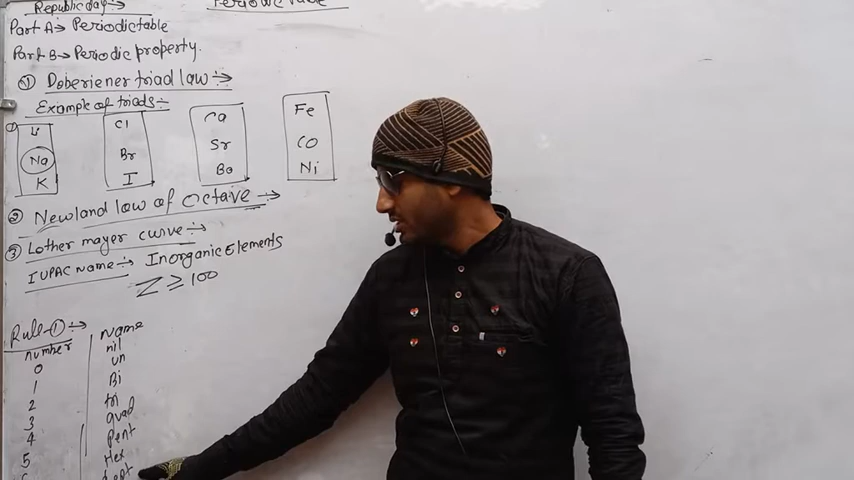 Republic day
Periodic Table
Part A → Periodic table
Part B → Periodic property.
① Doberiener triad law :→
Example of triads :-
① Li Na K
Cl Br I
Ca Sr Ba
Fe CO Ni
② Newland law of octave :→
③ Lother mayer curve :→
IUPAC Name :→ Inorganic Elements
Z ≥ 100
Rule-① :→
number Name
0 nil
1 un
2 Bi
3 tri
4 quad
5 pent
6 Hex